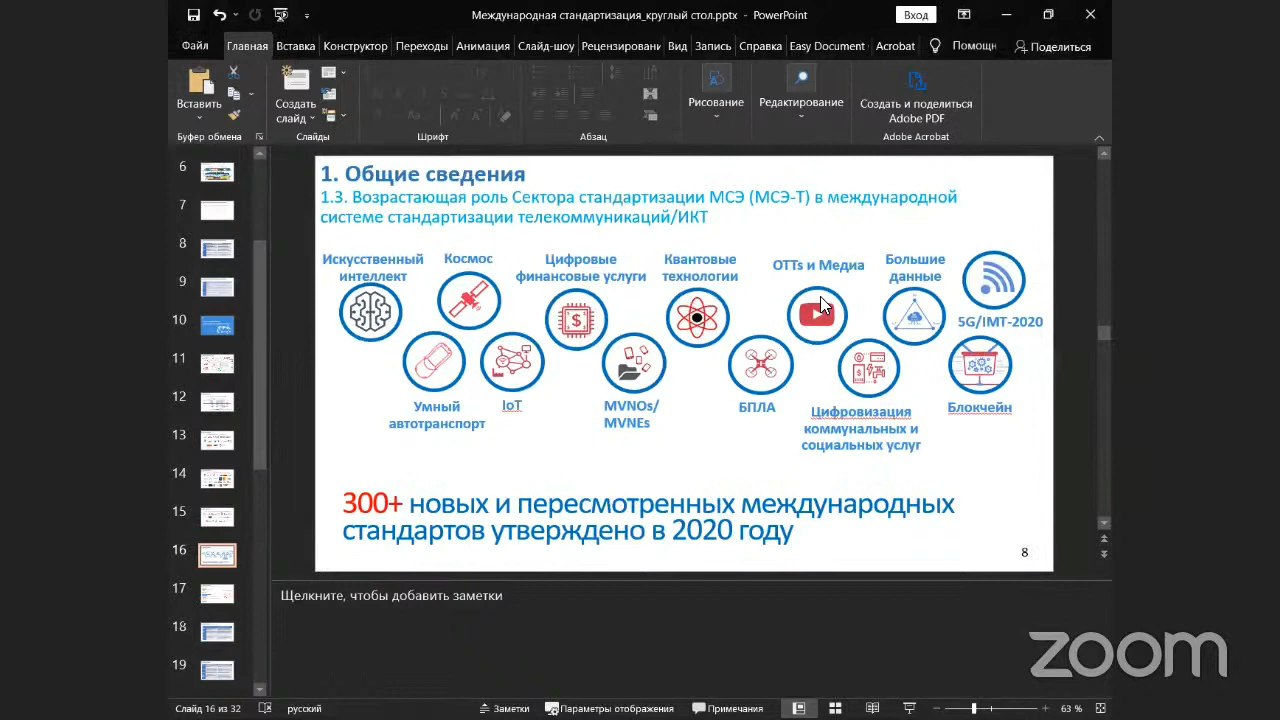 Международная стандартизация_круглый стол.pptx - PowerPoint
Вход
Файл Главная Вставка Конструктор Переходы Анимация Слайд-шоу Рецензировани Вид Запись Справка Easy Document Acrobat Помощн Поделиться
Вставить
Создать
слайд
Рисование
Редактирование
Создать и поделиться
Adobe PDF
Буфер обмена
Слайды
Шрифт
Абзац
Adobe Acrobat
6
7
8
9
10
11
12
13
14
15
16
17
18
19
1. Общие сведения
1.3. Возрастающая роль Сектора стандартизации МСЭ (МСЭ-Т) в международной
системе стандартизации телекоммуникаций/ИКТ
Искусственный
интеллект
Космос
Цифровые
финансовые услуги
Квантовые
технологии
OTTs и Медиа
Большие
данные
5G/IMT-2020
Умный
автотранспорт
IoT
MVNOs/
MVNEs
БПЛА
Цифровизация
коммунальных и
социальных услуг
Блокчейн
300+ новых и пересмотренных международных
стандартов утверждено в 2020 году
8
Щелкните, чтобы добавить заметки
zoom
Слайд 16 из 32 русский Заметки Параметры отображения Примечания 63 %